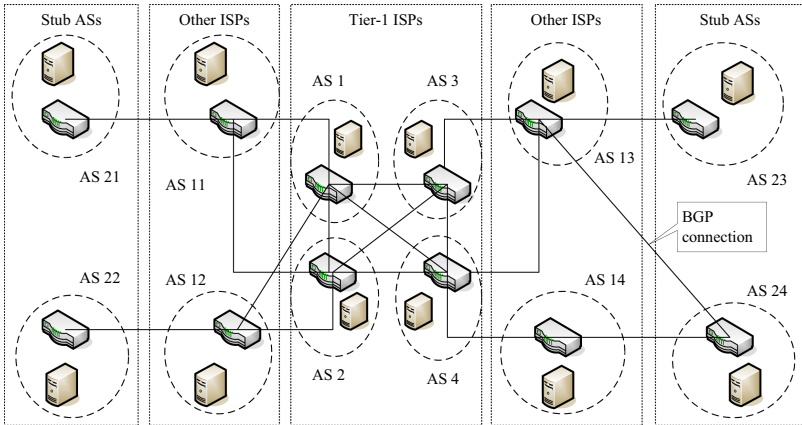 Stub ASs
Other ISPs
Tier-1 ISPs
Other ISPs
Stub ASs
AS 1
AS 3
AS 21
AS 11
AS 13
AS 23
BGP
connection
AS 22
AS 12
AS 14
AS 24
AS 2
AS 4